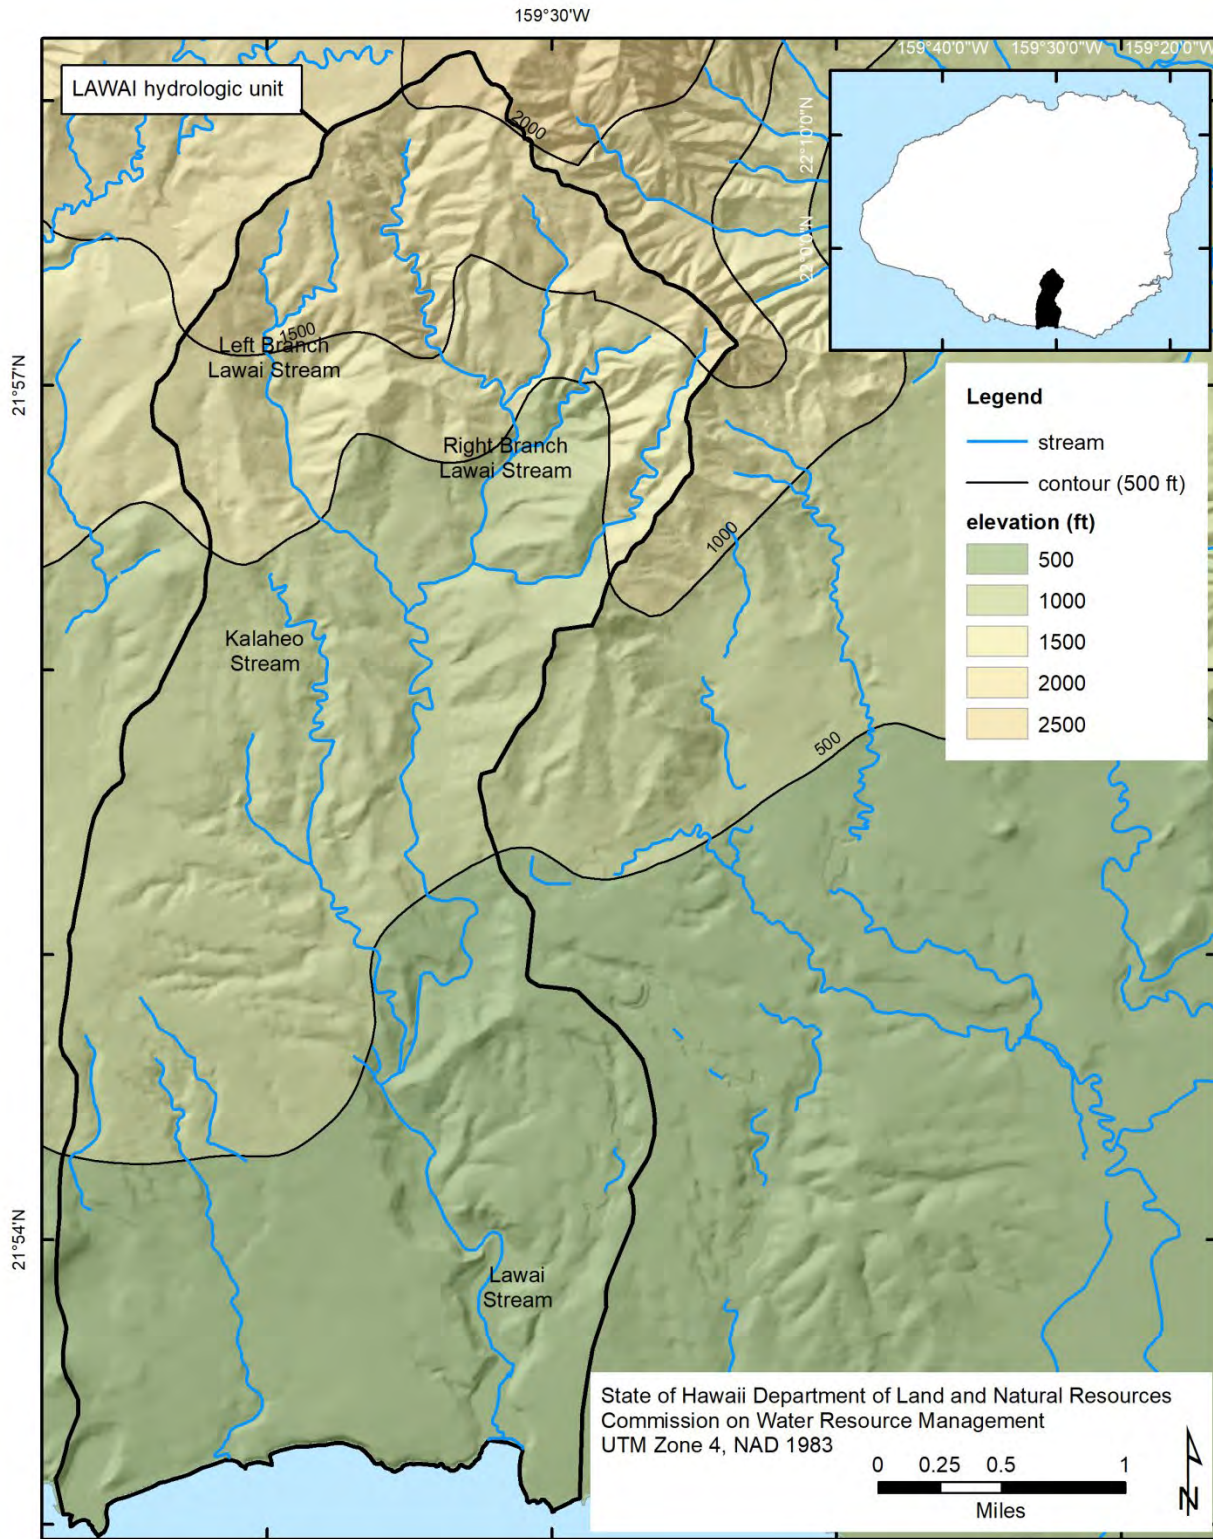 159°30'W
LAWAI hydrologic unit
159°40'0"W
159°30'0"W
159°20'0"W
22°10'0"N
22°0'0"N
2000
1500
Left Branch
Lawai Stream
21°57'N
Right Branch
Lawai Stream
Legend
stream
contour (500 ft)
elevation (ft)
500
1000
1500
2000
2500
1000
Kalaheo
Stream
500
21°54'N
Lawai
Stream
State of Hawaii Department of Land and Natural Resources
Commission on Water Resource Management
UTM Zone 4, NAD 1983
0 0.25 0.5 1
Miles
N